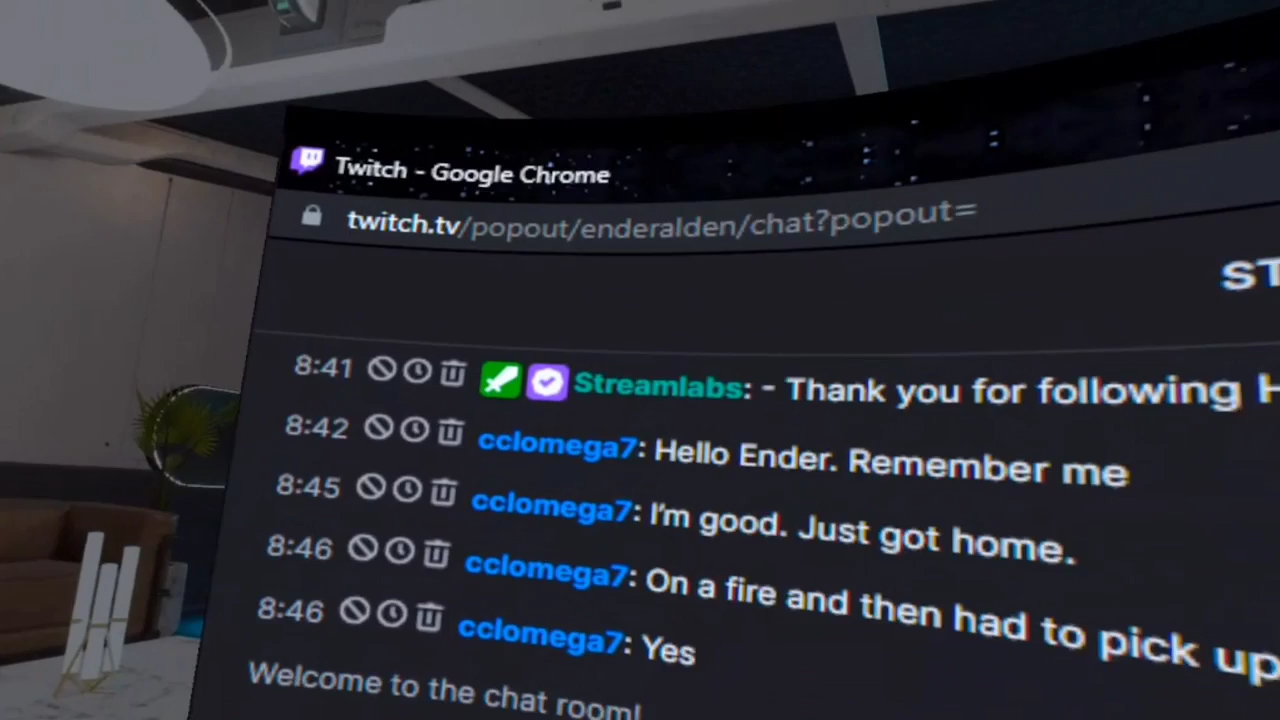 Twitch - Google Chrome
twitch.tv/popout/enderalden/chat?popout=
ST
8:41 Streamlabs: - Thank you for following H
8:42 cclomega7: Hello Ender. Remember me
8:45 cclomega7: I'm good. Just got home.
8:46 cclomega7: On a fire and then had to pick up
8:46 cclomega7: Yes
Welcome to the chat room!